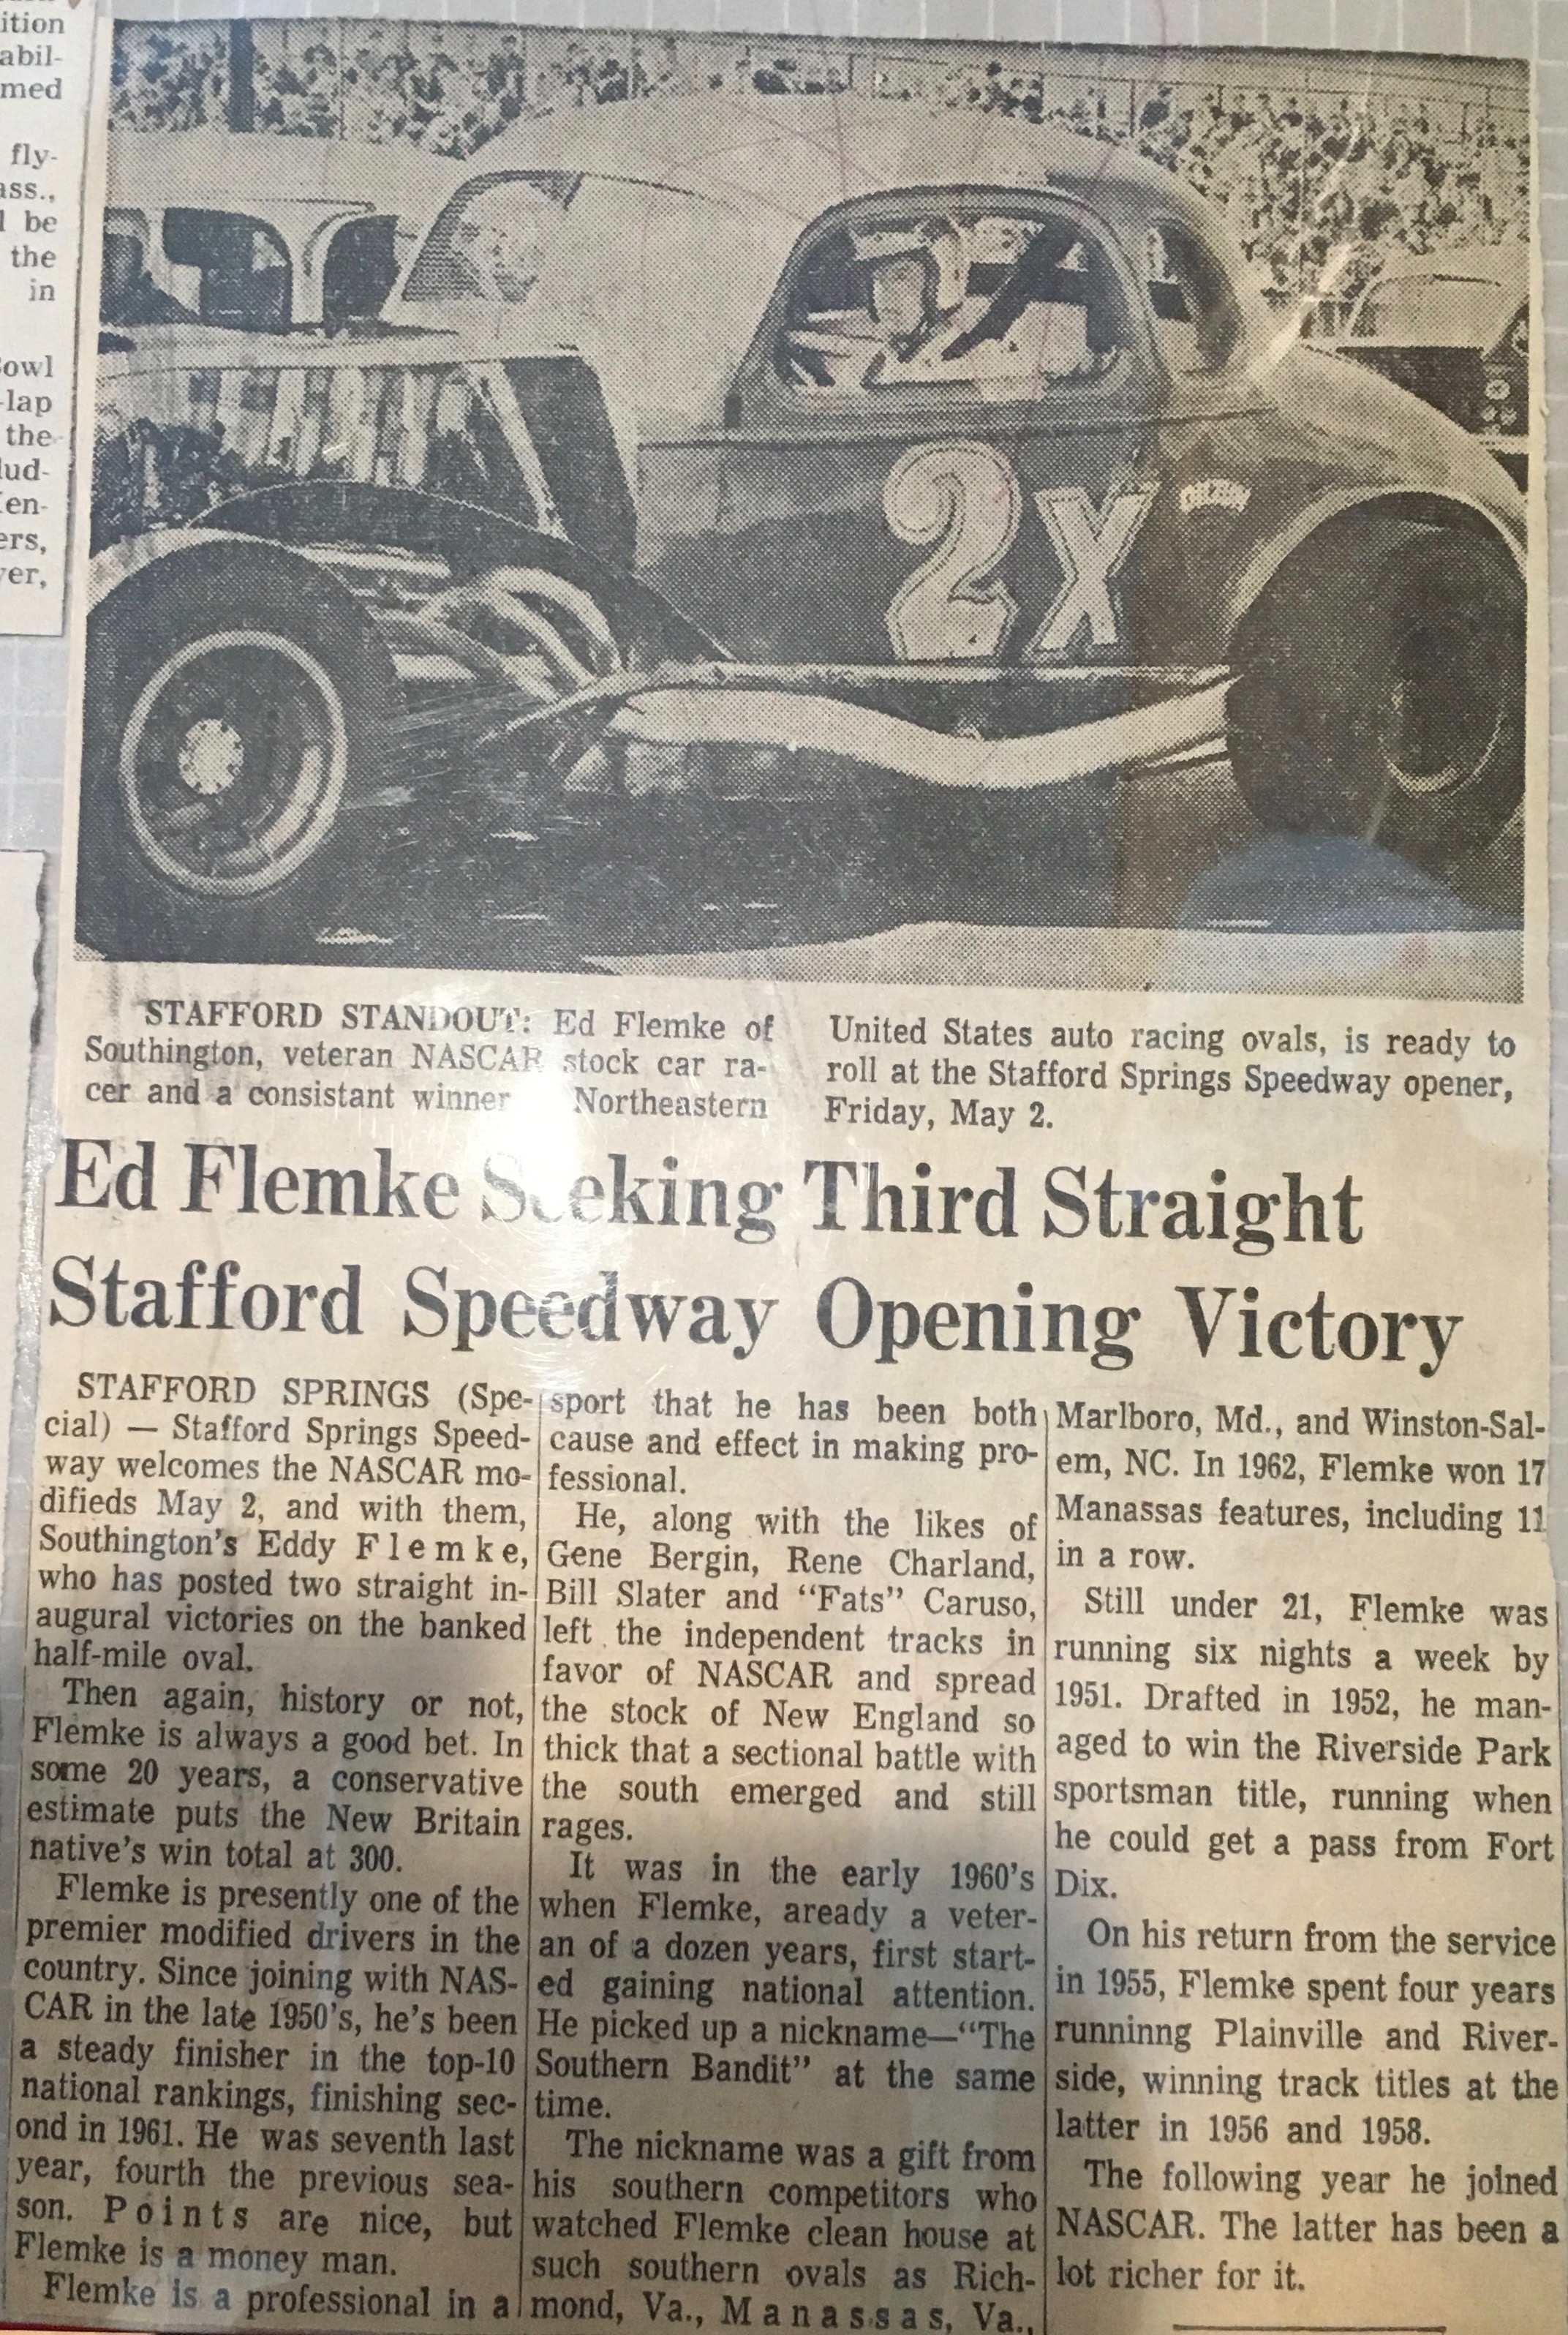 ition
abil-
med
fly-
ass.,
l be
the
in
owl
-lap
the
lud-
en-
ers,
ver,
2X
STAFFORD STANDOUT: Ed Flemke of
Southington, veteran NASCAR stock car ra-
cer and a consistant winner Northeastern
United States auto racing ovals, is ready to
roll at the Stafford Springs Speedway opener,
Friday, May 2.
Ed Flemke Seeking Third Straight
Stafford Speedway Opening Victory
STAFFORD SPRINGS (Spe-
cial) — Stafford Springs Speed-
way welcomes the NASCAR mo-
difieds May 2, and with them,
Southington's Eddy Flemke,
who has posted two straight in-
augural victories on the banked
half-mile oval.
Then again, history or not,
Flemke is always a good bet. In
some 20 years, a conservative
estimate puts the New Britain
native's win total at 300.
Flemke is presently one of the
premier modified drivers in the
country. Since joining with NAS-
CAR in the late 1950's, he's been
a steady finisher in the top-10
national rankings, finishing sec-
ond in 1961. He was seventh last
year, fourth the previous sea-
son. Points are nice, but
Flemke is a money man.
Flemke is a professional in a
sport that he has been both
cause and effect in making pro-
fessional.
He, along with the likes of
Gene Bergin, Rene Charland,
Bill Slater and "Fats" Caruso,
left the independent tracks in
favor of NASCAR and spread
the stock of New England so
thick that a sectional battle with
the south emerged and still
rages.
It was in the early 1960's
when Flemke, aready a veter-
an of a dozen years, first start-
ed gaining national attention.
He picked up a nickname—"The
Southern Bandit" at the same
time.
The nickname was a gift from
his southern competitors who
watched Flemke clean house at
such southern ovals as Rich-
mond, Va., Manassas, Va.,
Marlboro, Md., and Winston-Sal-
em, NC. In 1962, Flemke won 17
Manassas features, including 11
in a row.
Still under 21, Flemke was
running six nights a week by
1951. Drafted in 1952, he man-
aged to win the Riverside Park
sportsman title, running when
he could get a pass from Fort
Dix.
On his return from the service
in 1955, Flemke spent four years
runninng Plainville and River-
side, winning track titles at the
latter in 1956 and 1958.
The following year he joined
NASCAR. The latter has been a
lot richer for it.